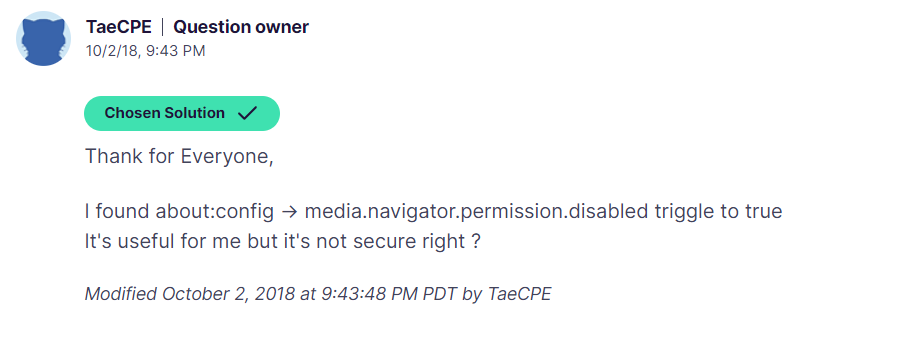 TaeCPE | Question owner
10/2/18, 9:43 PM
Chosen Solution
Thank for Everyone,
I found about:config → media.navigator.permission.disabled triggle to true
It's useful for me but it's not secure right ?
Modified October 2, 2018 at 9:43:48 PM PDT by TaeCPE